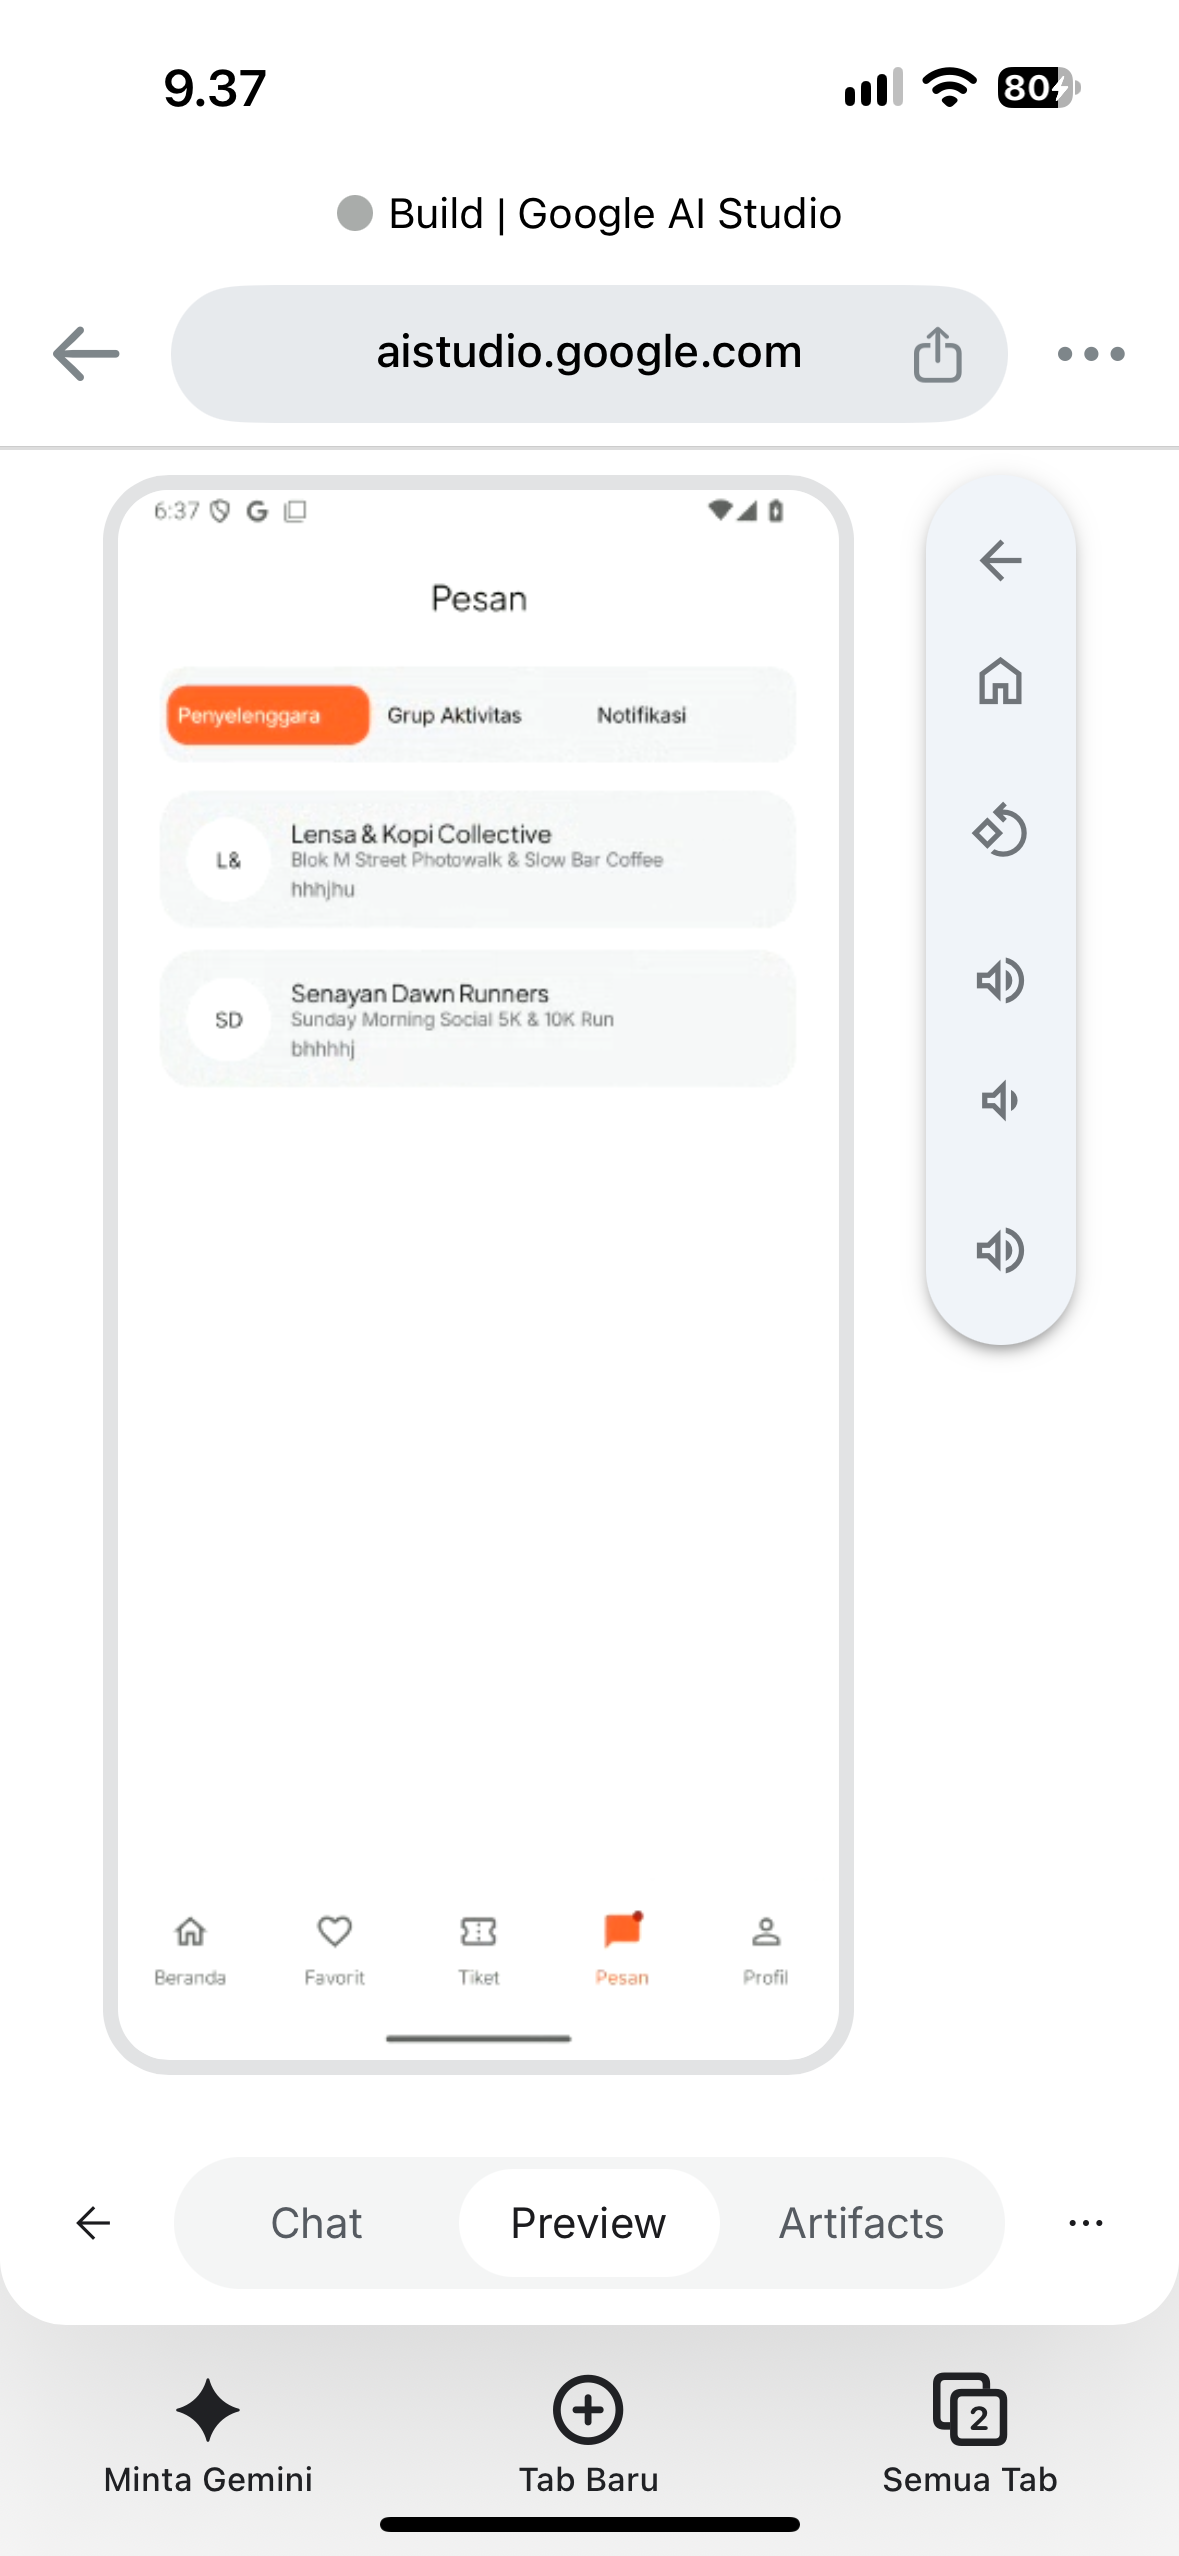 9.37
80
Build | Google AI Studio
aistudio.google.com
6:37 G
Pesan
Penyelenggara Grup Aktivitas Notifikasi
L&
Lensa & Kopi Collective
Blok M Street Photowalk & Slow Bar Coffee
hhhjhu
SD
Senayan Dawn Runners
Sunday Morning Social 5K & 10K Run
bhhhhj
Beranda Favorit Tiket Pesan Profil
Chat Preview Artifacts
2
Minta Gemini Tab Baru Semua Tab